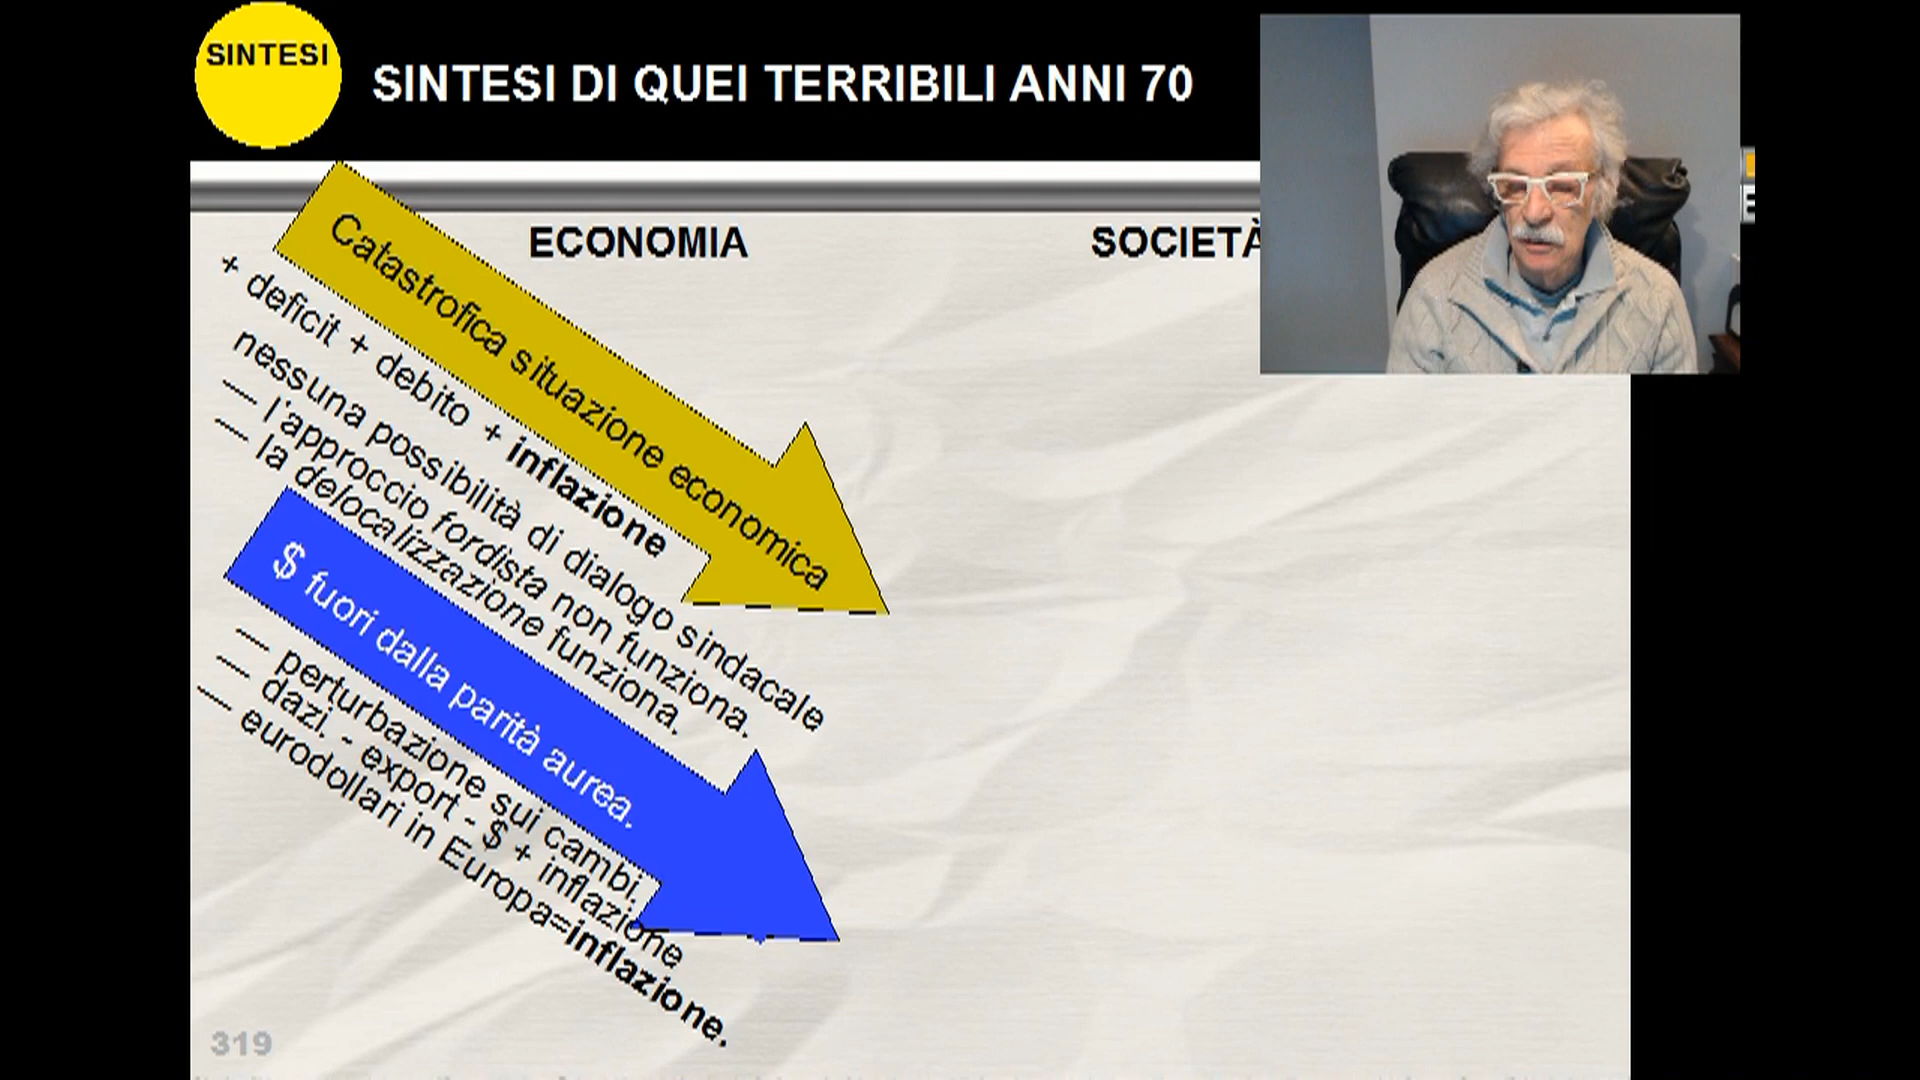 SINTESI
SINTESI DI QUEI TERRIBILI ANNI 70
ECONOMIA
SOCIETÀ
Catastrofica situazione economica
+ deficit + debito + inflazione
nessuna possibilità di dialogo sindacale
— l'approccio fordista non funziona.
— la delocalizzazione funziona.
$ fuori dalla parità aurea.
— perturbazione sui cambi,
— dazi, - export - $ + inflazione
— eurodollari in Europa=inflazione.
319